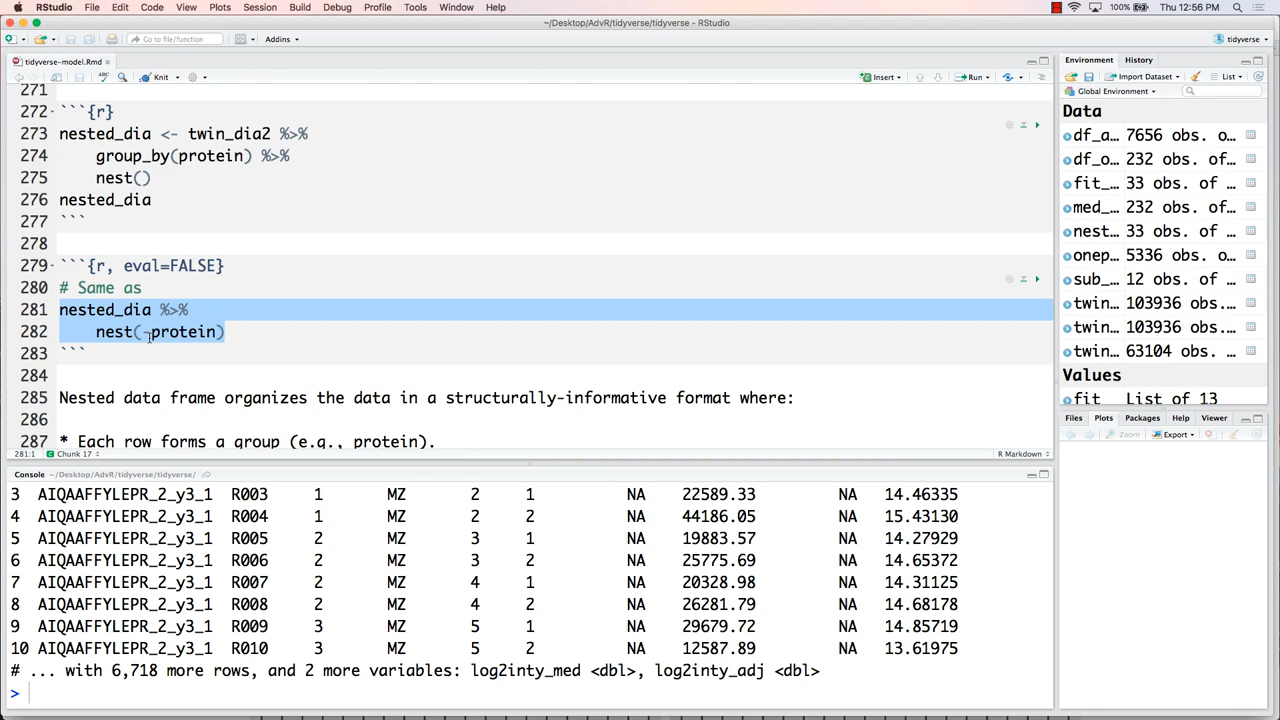 RStudio File Edit Code View Plots Session Build Debug Profile Tools Window Help 100% Thu 12:56 PM
~/Desktop/AdvR/tidyverse/tidyverse - RStudio
Go to file/function Addins tidyverse
tidyverse-model.Rmd
Knit Insert Run
271
272 ```{r}
273 nested_dia <- twin_dia2 %>%
274 group_by(protein) %>%
275 nest()
276 nested_dia
277 ```
278
279 ```{r, eval=FALSE}
280 # Same as
281 nested_dia %>%
282 nest(-protein)
283 ```
284
285 Nested data frame organizes the data in a structurally-informative format where:
286
287 * Each row forms a group (e.g., protein).
281:1 Chunk 17 R Markdown
Console ~/Desktop/AdvR/tidyverse/tidyverse/
3 AIQAAFFYLEPR_2_y3_1 R003 1 MZ 2 1 NA 22589.33 NA 14.46335
4 AIQAAFFYLEPR_2_y3_1 R004 1 MZ 2 2 NA 44186.05 NA 15.43130
5 AIQAAFFYLEPR_2_y3_1 R005 2 MZ 3 1 NA 19883.57 NA 14.27929
6 AIQAAFFYLEPR_2_y3_1 R006 2 MZ 3 2 NA 25775.69 NA 14.65372
7 AIQAAFFYLEPR_2_y3_1 R007 2 MZ 4 1 NA 20328.98 NA 14.31125
8 AIQAAFFYLEPR_2_y3_1 R008 2 MZ 4 2 NA 26281.79 NA 14.68178
9 AIQAAFFYLEPR_2_y3_1 R009 3 MZ 5 1 NA 29679.72 NA 14.85719
10 AIQAAFFYLEPR_2_y3_1 R010 3 MZ 5 2 NA 12587.89 NA 13.61975
# ... with 6,718 more rows, and 2 more variables: log2inty_med <dbl>, log2inty_adj <dbl>
>
Environment History
Import Dataset List
Global Environment
Data
df_a… 7656 obs. o…
df_o… 232 obs. of…
fit_… 33 obs. of …
med_… 232 obs. of…
nest… 33 obs. of …
onep… 5336 obs. o…
sub_… 12 obs. of …
twin… 103936 obs.…
twin… 103936 obs.…
twin… 63104 obs. …
Values
fit List of 13
Files Plots Packages Help Viewer
Zoom Export